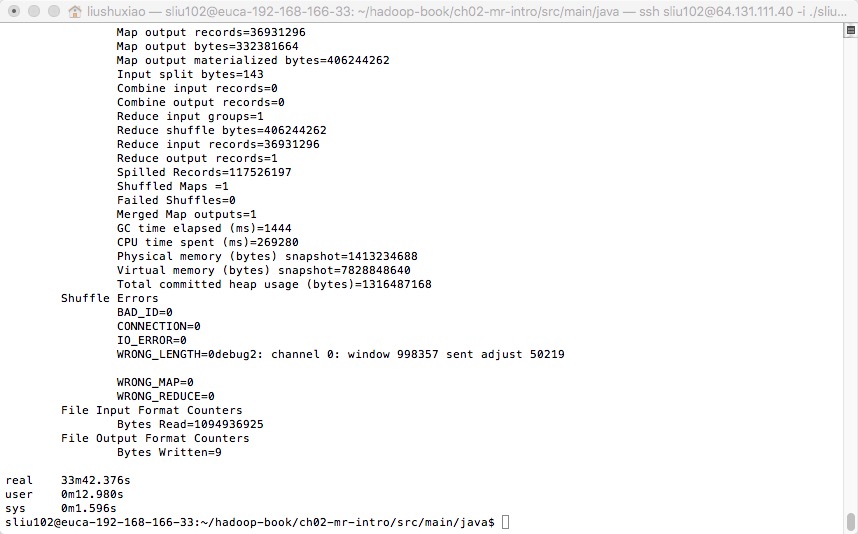 liushuxiao — sliu102@euca-192-168-166-33: ~/hadoop-book/ch02-mr-intro/src/main/java — ssh sliu102@64.131.111.40 -i ./sliu...
Map output records=36931296
Map output bytes=332381664
Map output materialized bytes=406244262
Input split bytes=143
Combine input records=0
Combine output records=0
Reduce input groups=1
Reduce shuffle bytes=406244262
Reduce input records=36931296
Reduce output records=1
Spilled Records=117526197
Shuffled Maps =1
Failed Shuffles=0
Merged Map outputs=1
GC time elapsed (ms)=1444
CPU time spent (ms)=269280
Physical memory (bytes) snapshot=1413234688
Virtual memory (bytes) snapshot=7828848640
Total committed heap usage (bytes)=1316487168
Shuffle Errors
BAD_ID=0
CONNECTION=0
IO_ERROR=0
WRONG_LENGTH=0debug2: channel 0: window 998357 sent adjust 50219
WRONG_MAP=0
WRONG_REDUCE=0
File Input Format Counters
Bytes Read=1094936925
File Output Format Counters
Bytes Written=9
real 33m42.376s
user 0m12.980s
sys 0m1.596s
sliu102@euca-192-168-166-33:~/hadoop-book/ch02-mr-intro/src/main/java$